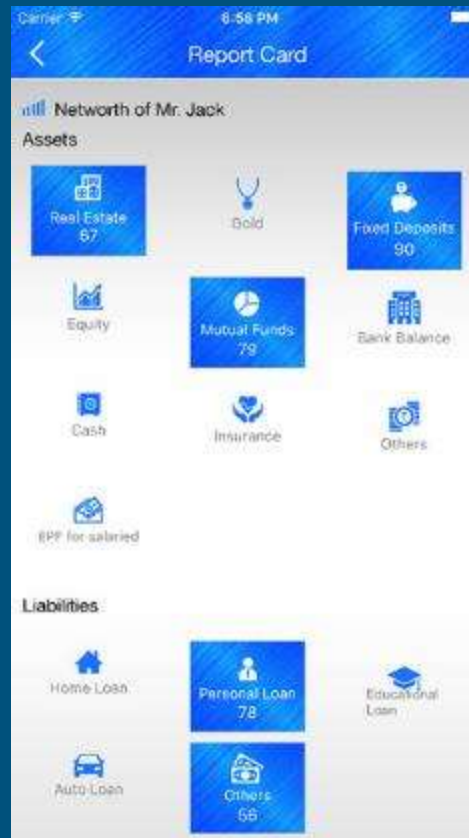 Carrier 6:58 PM
Report Card
Networth of Mr. Jack
Assets
Real Estate
67
Gold
Fixed Deposits
90
Equity
Mutual Funds
79
Bank Balance
Cash
Insurance
Others
EPF for salaried
Liabilities
Home Loan
Personal Loan
78
Educational
Loan
Auto Loan
Others
56